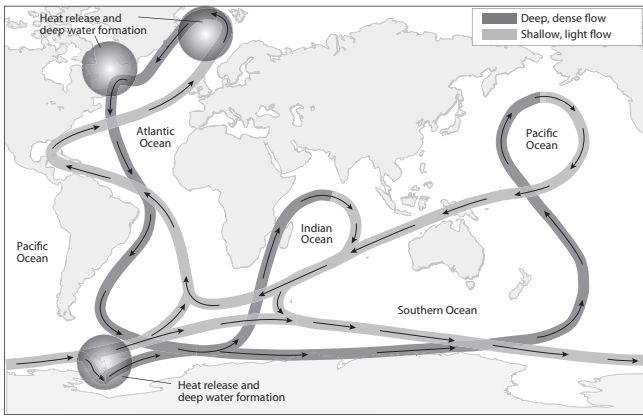 Heat release and
deep water formation
Deep, dense flow
Shallow, light flow
Atlantic
Ocean
Pacific
Ocean
Indian
Ocean
Pacific
Ocean
Southern Ocean
Heat release and
deep water formation